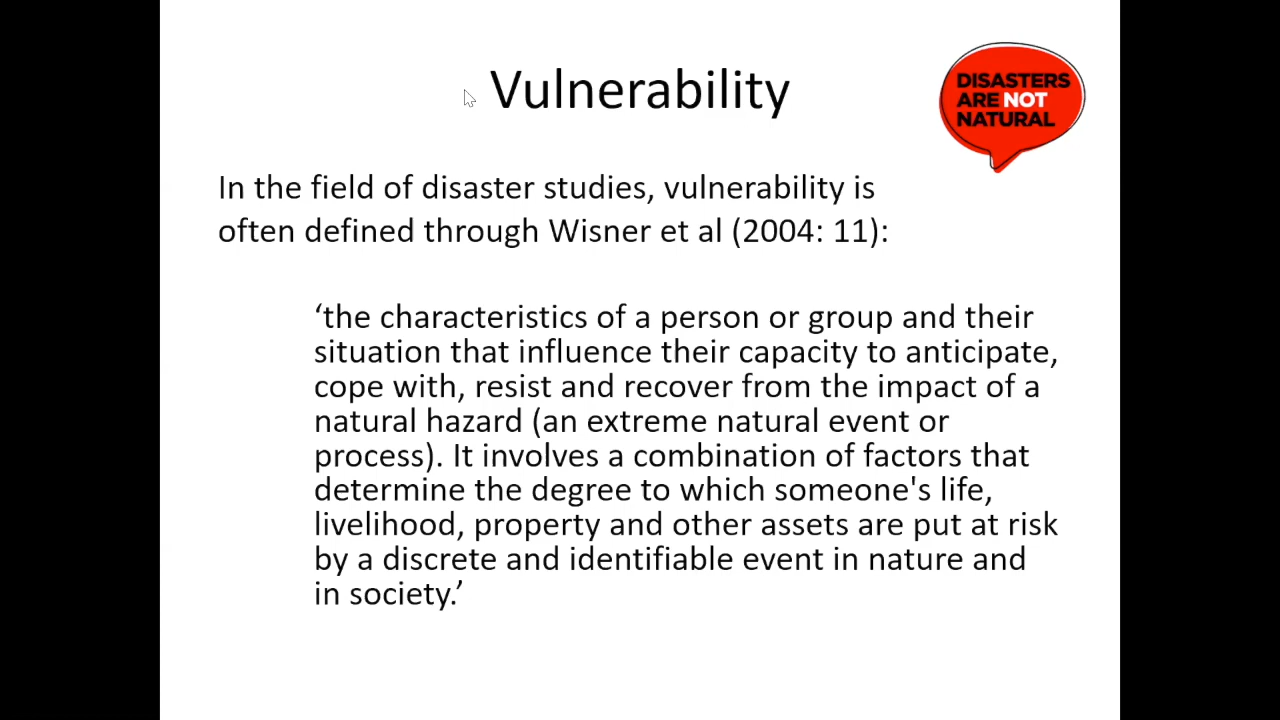 Vulnerability
DISASTERS
ARE NOT
NATURAL
In the field of disaster studies, vulnerability is
often defined through Wisner et al (2004: 11):
‘the characteristics of a person or group and their
situation that influence their capacity to anticipate,
cope with, resist and recover from the impact of a
natural hazard (an extreme natural event or
process). It involves a combination of factors that
determine the degree to which someone's life,
livelihood, property and other assets are put at risk
by a discrete and identifiable event in nature and
in society.’